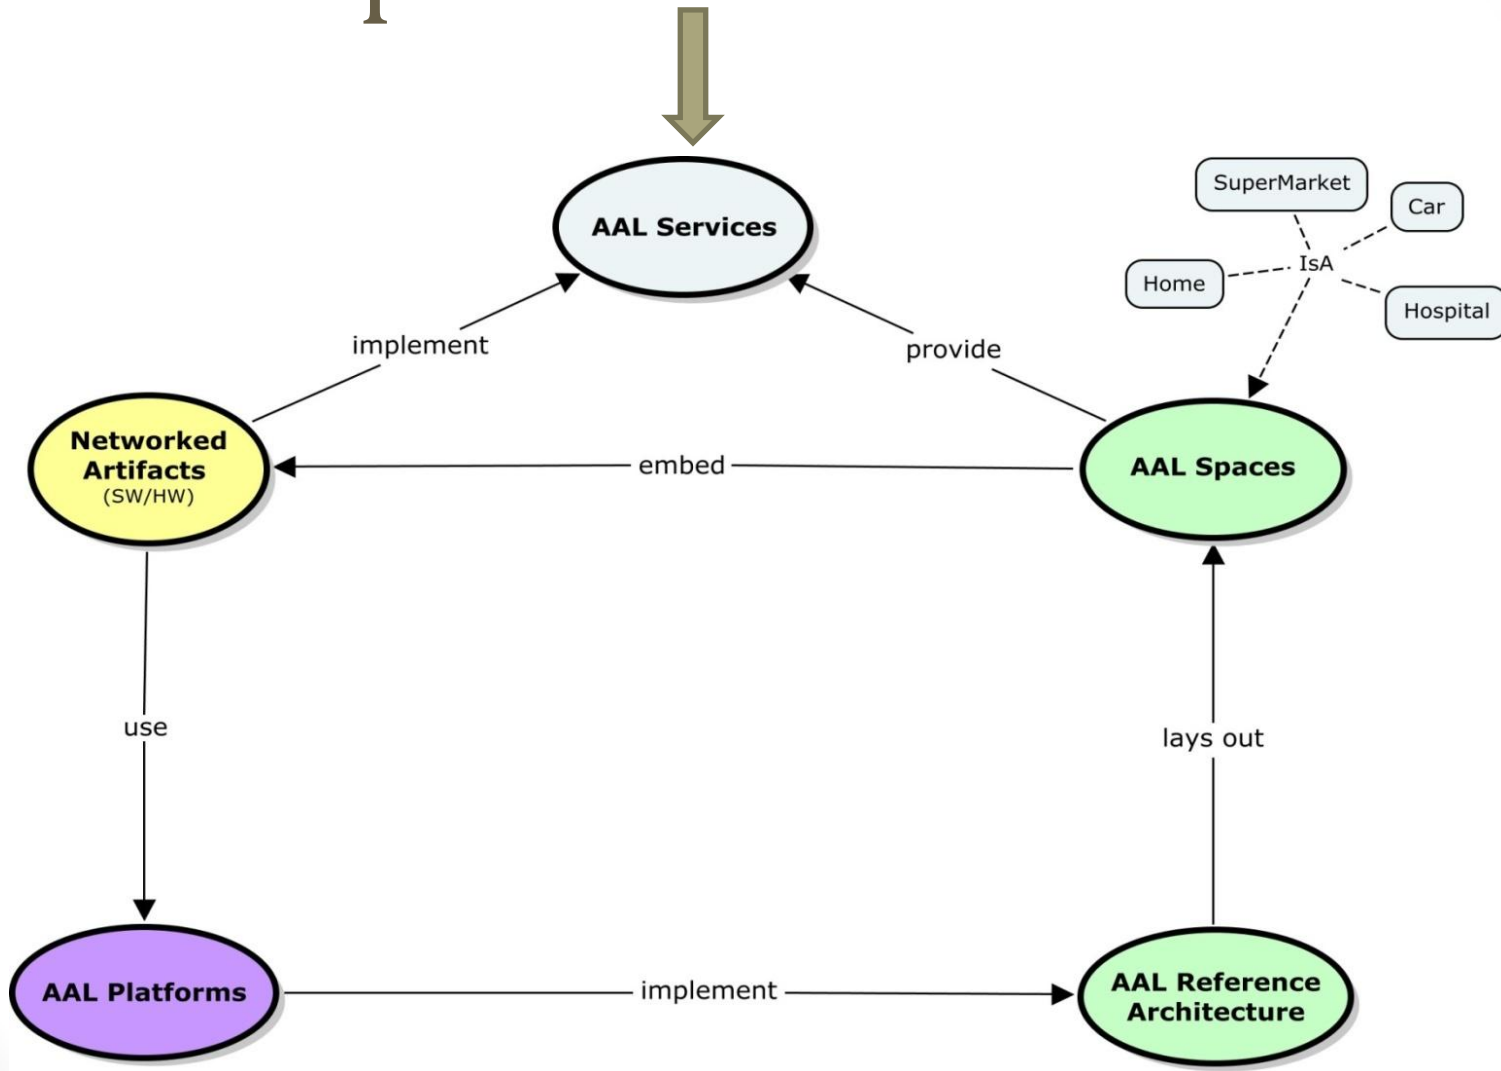 AAL Services
SuperMarket
Car
IsA
Home
Hospital
implement
provide
Networked
Artifacts
(SW/HW)
embed
AAL Spaces
use
lays out
AAL Platforms
implement
AAL Reference
Architecture